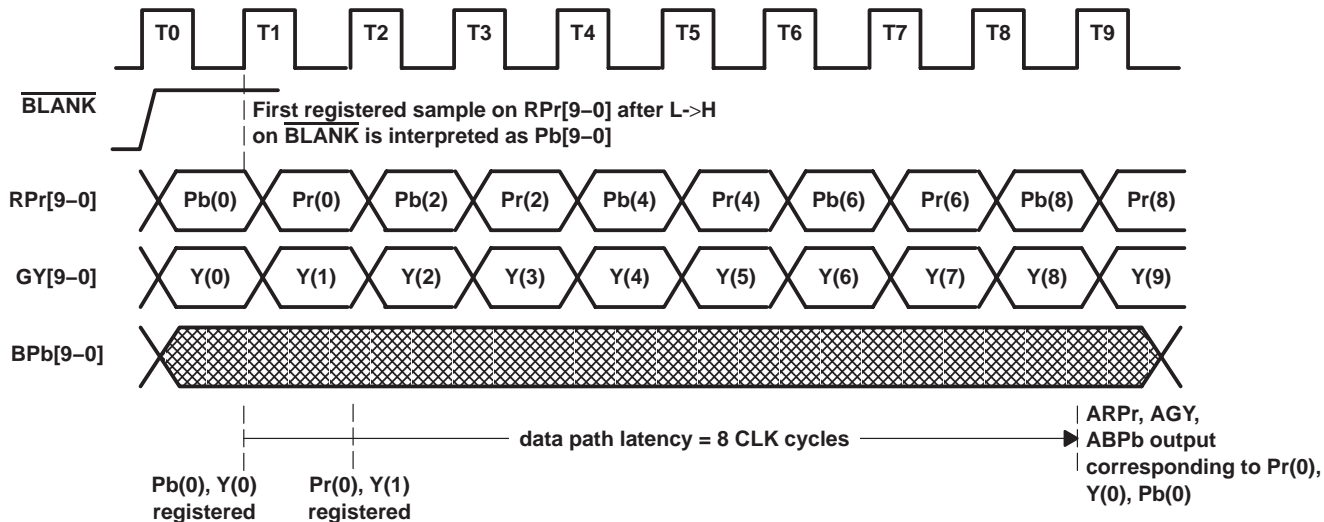 T0 T1 T2 T3 T4 T5 T6 T7 T8 T9
BLANK
First registered sample on RPr[9–0] after L->H
on BLANK is interpreted as Pb[9–0]
RPr[9–0] Pb(0) Pr(0) Pb(2) Pr(2) Pb(4) Pr(4) Pb(6) Pr(6) Pb(8) Pr(8)
GY[9–0] Y(0) Y(1) Y(2) Y(3) Y(4) Y(5) Y(6) Y(7) Y(8) Y(9)
BPb[9–0]
data path latency = 8 CLK cycles
Pb(0), Y(0)
registered
Pr(0), Y(1)
registered
ARPr, AGY,
ABPb output
corresponding to Pr(0),
Y(0), Pb(0)